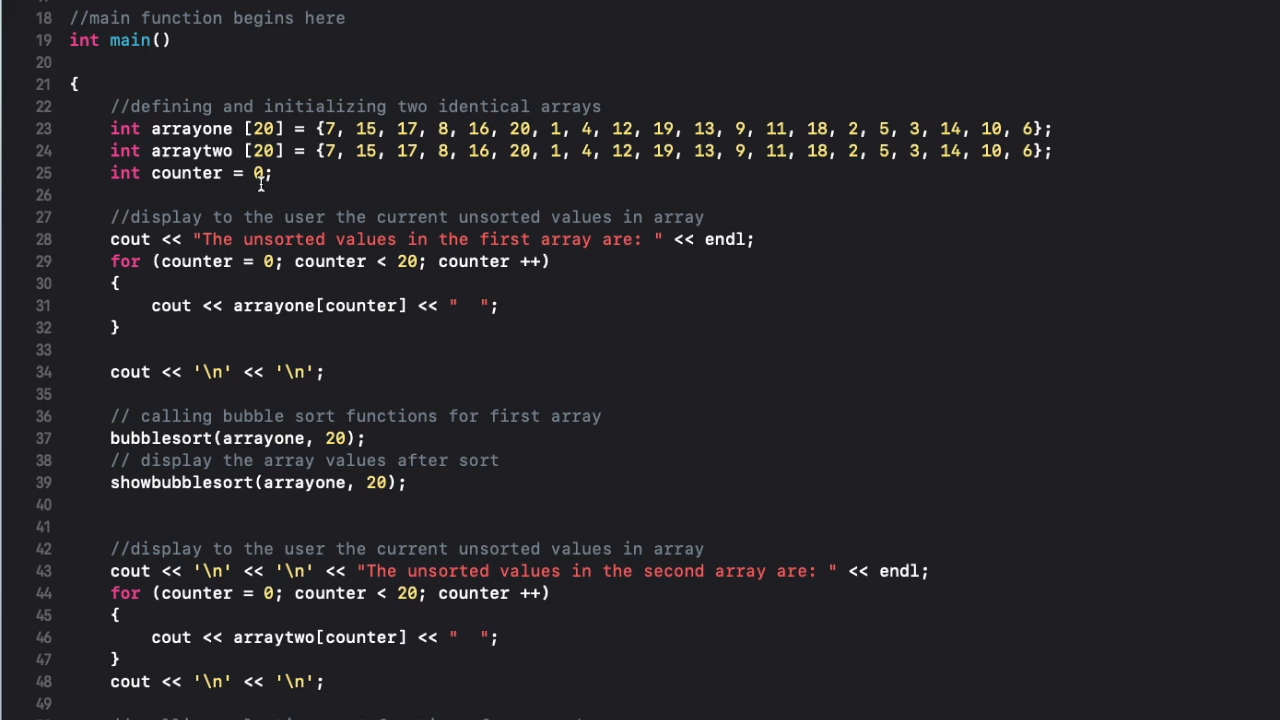 18 //main function begins here
19 int main()
20
21 {
22 //defining and initializing two identical arrays
23 int arrayone [20] = {7, 15, 17, 8, 16, 20, 1, 4, 12, 19, 13, 9, 11, 18, 2, 5, 3, 14, 10, 6};
24 int arraytwo [20] = {7, 15, 17, 8, 16, 20, 1, 4, 12, 19, 13, 9, 11, 18, 2, 5, 3, 14, 10, 6};
25 int counter = 0;
26
27 //display to the user the current unsorted values in array
28 cout << "The unsorted values in the first array are: " << endl;
29 for (counter = 0; counter < 20; counter ++)
30 {
31 cout << arrayone[counter] << "  ";
32 }
33
34 cout << '\n' << '\n';
35
36 // calling bubble sort functions for first array
37 bubblesort(arrayone, 20);
38 // display the array values after sort
39 showbubblesort(arrayone, 20);
40
41
42 //display to the user the current unsorted values in array
43 cout << '\n' << '\n' << "The unsorted values in the second array are: " << endl;
44 for (counter = 0; counter < 20; counter ++)
45 {
46 cout << arraytwo[counter] << "  ";
47 }
48 cout << '\n' << '\n';
49